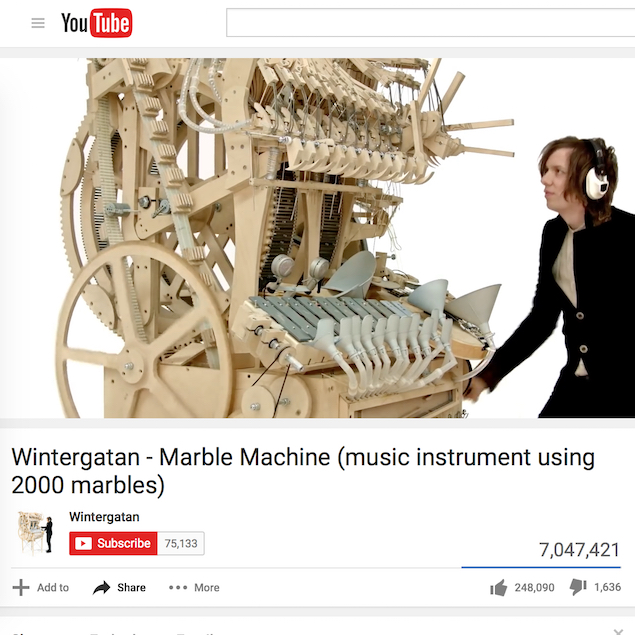 YouTube
Wintergatan - Marble Machine (music instrument using
2000 marbles)
Wintergatan
Subscribe 75,133
7,047,421
Add to Share More 248,090 1,636